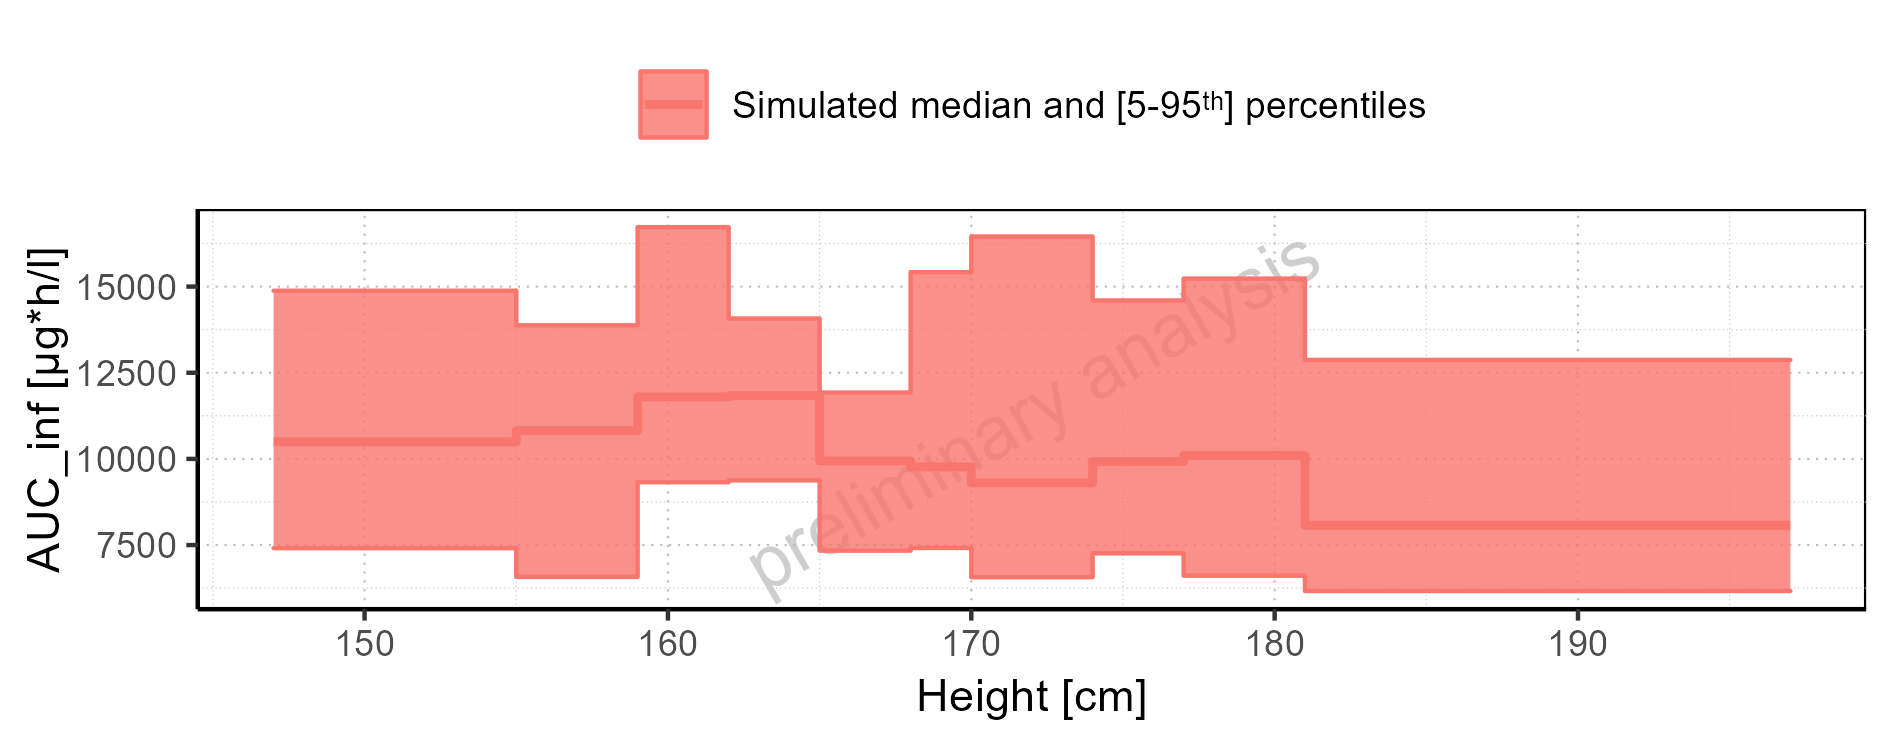 Simulated median and [5-95th] percentiles
AUC_inf [µg*h/l]
15000
12500
10000
7500
preliminary analysis
150 160 170 180 190
Height [cm]